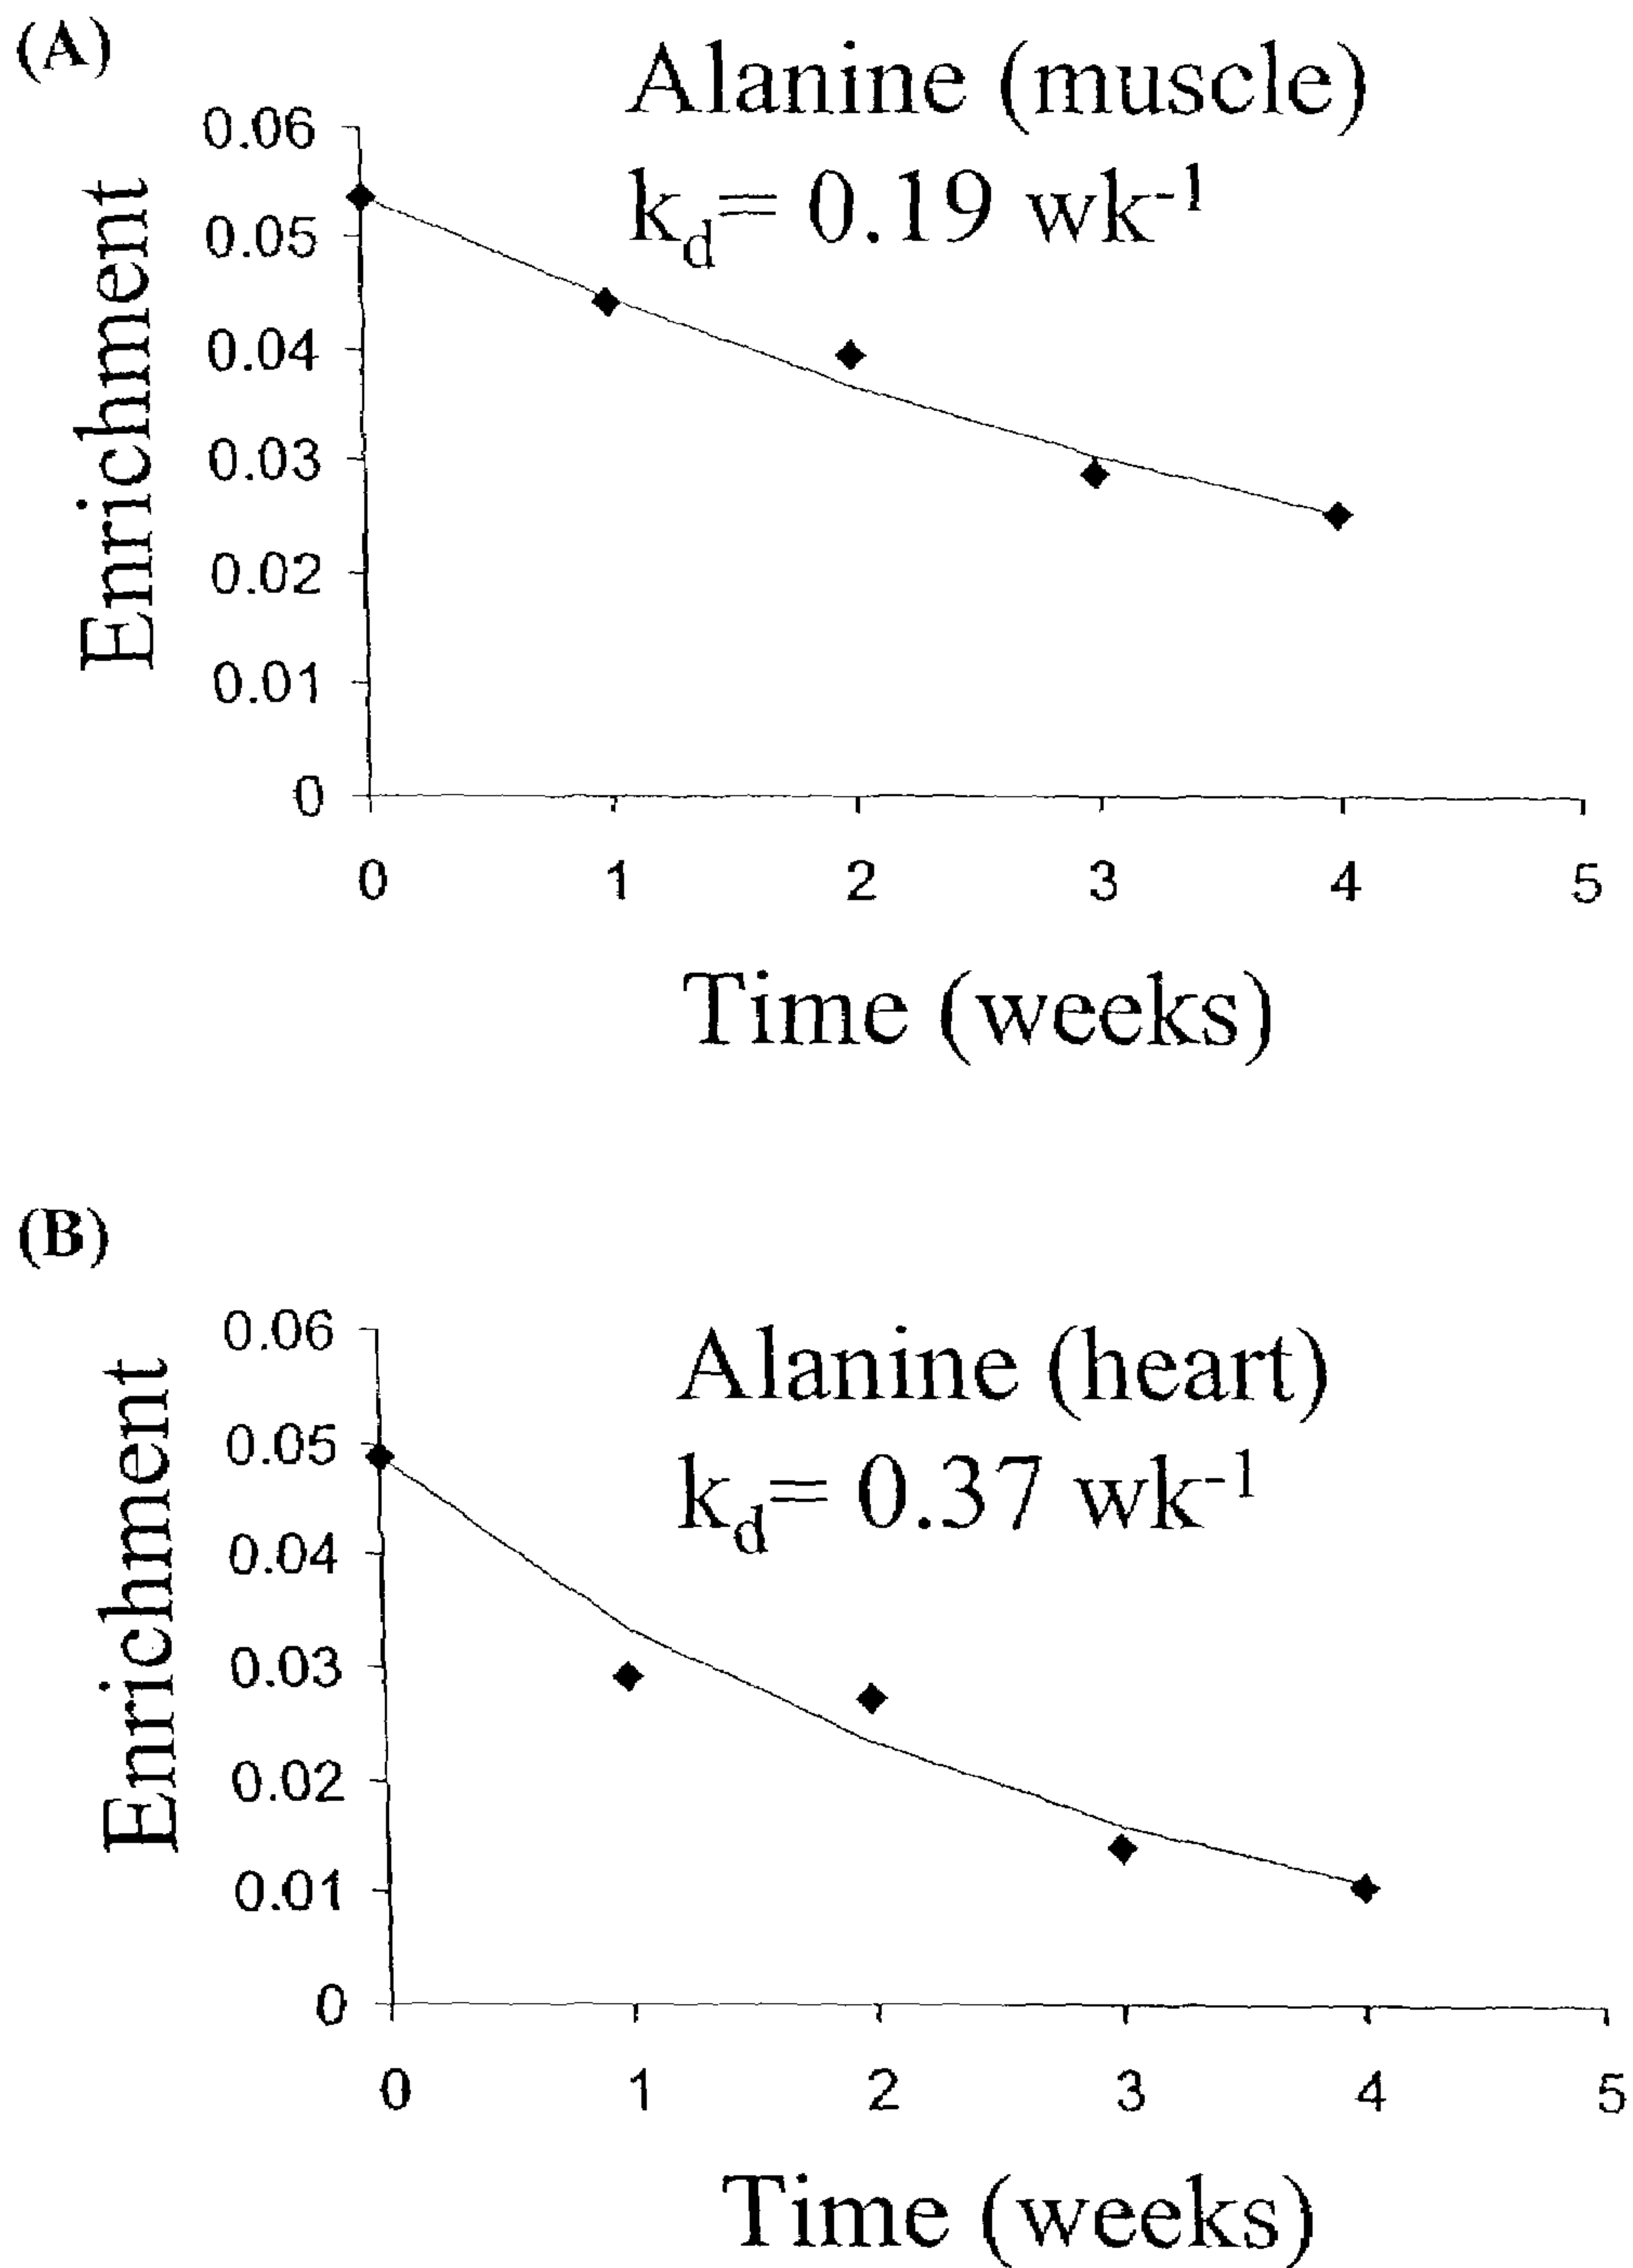 (A)
Alanine (muscle)
k_d= 0.19 wk⁻¹
Enrichment
0.06
0.05
0.04
0.03
0.02
0.01
0
0 1 2 3 4 5
Time (weeks)
(B)
Alanine (heart)
k_d= 0.37 wk⁻¹
Enrichment
0.06
0.05
0.04
0.03
0.02
0.01
0
0 1 2 3 4 5
Time (weeks)